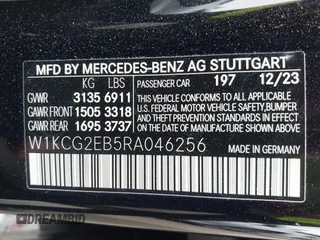 MFD BY MERCEDES-BENZ AG STUTTGART
KG LBS PASSENGER CAR 197 12/23
GVWR 3135 6911
GAWR FRONT 1505 3318
GAWR REAR 1695 3737
THIS VEHICLE CONFORMS TO ALL APPLICABLE
U.S. FEDERAL MOTOR VEHICLE SAFETY,
BUMPER, AND THEFT PREVENTION
STANDARDS IN EFFECT ON THE DATE OF
MANUFACTURE SHOWN ABOVE.
W1KCG2EB5RA046256
MADE IN GERMANY
DREAMBID